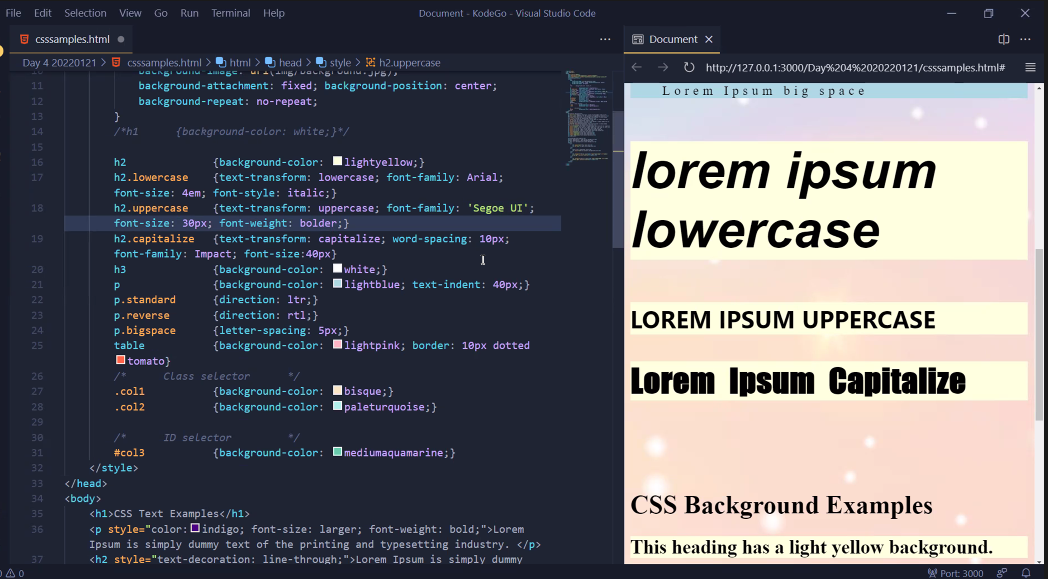 File Edit Selection View Go Run Terminal Help
Document - KodeGo - Visual Studio Code
csssamples.html
Day 4 20220121 > csssamples.html > html > head > style > h2.uppercase
10 background-image: url(img/background.jpg);
11 background-attachment: fixed; background-position: center;
12 background-repeat: no-repeat;
13 }
14 /*h1 {background-color: white;}*/
15
16 h2 {background-color: lightyellow;}
17 h2.lowercase {text-transform: lowercase; font-family: Arial;
font-size: 4em; font-style: italic;}
18 h2.uppercase {text-transform: uppercase; font-family: 'Segoe UI';
font-size: 30px; font-weight: bolder;}
19 h2.capitalize {text-transform: capitalize; word-spacing: 10px;
font-family: Impact; font-size:40px}
20 h3 {background-color: white;}
21 p {background-color: lightblue; text-indent: 40px;}
22 p.standard {direction: ltr;}
23 p.reverse {direction: rtl;}
24 p.bigspace {letter-spacing: 5px;}
25 table {background-color: lightpink; border: 10px dotted
tomato}
26 /* Class selector */
27 .col1 {background-color: bisque;}
28 .col2 {background-color: paleturquoise;}
29
30 /* ID selector */
31 #col3 {background-color: mediumaquamarine;}
32 </style>
33 </head>
34 <body>
35 <h1>CSS Text Examples</h1>
36 <p style="color: indigo; font-size: larger; font-weight: bold;">Lorem
Ipsum is simply dummy text of the printing and typesetting industry. </p>
37 <h2 style="text-decoration: line-through;">Lorem Ipsum is simply dummy
Document
http://127.0.0.1:3000/Day%204%2020220121/csssamples.html#
Lorem Ipsum big space
lorem ipsum
lowercase
LOREM IPSUM UPPERCASE
Lorem Ipsum Capitalize
CSS Background Examples
This heading has a light yellow background.
0
Port: 3000